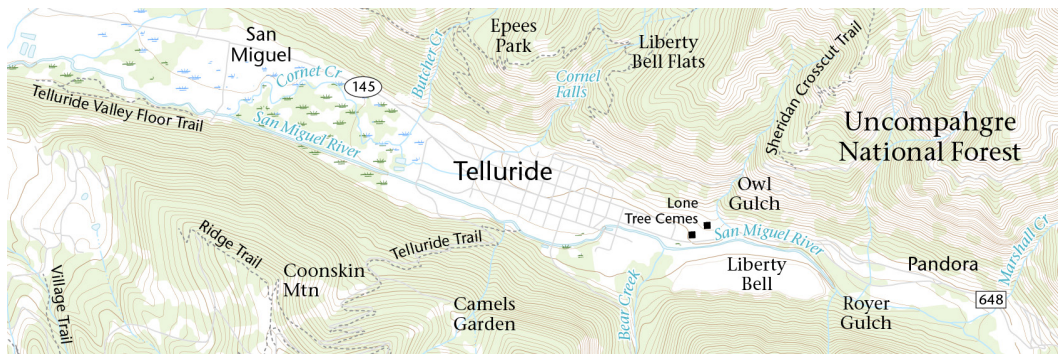 San
Miguel
Cornet Cr
145
Butcher Cr
Epees
Park
Liberty
Bell Flats
Cornel
Falls
Sheridan Crosscut Trail
Uncompahgre
National Forest
Telluride Valley Floor Trail
San Miguel River
Telluride
Owl
Gulch
Lone
Tree Cemes
San Miguel River
Ridge Trail
Telluride Trail
Village Trail
Coonskin
Mtn
Camels
Garden
Bear Creek
Liberty
Bell
Royer
Gulch
Pandora
Marshall Cr
648